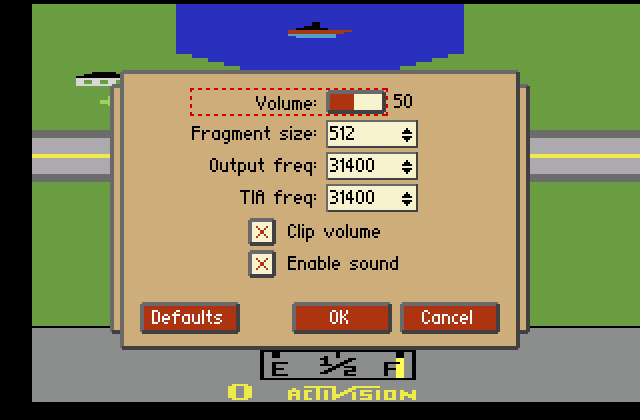 Volume: 50
Fragment size: 512
Output freq: 31400
TIA freq: 31400
Clip volume
Enable sound
Defaults OK Cancel
E 1/2 F
0 ACTIVISION